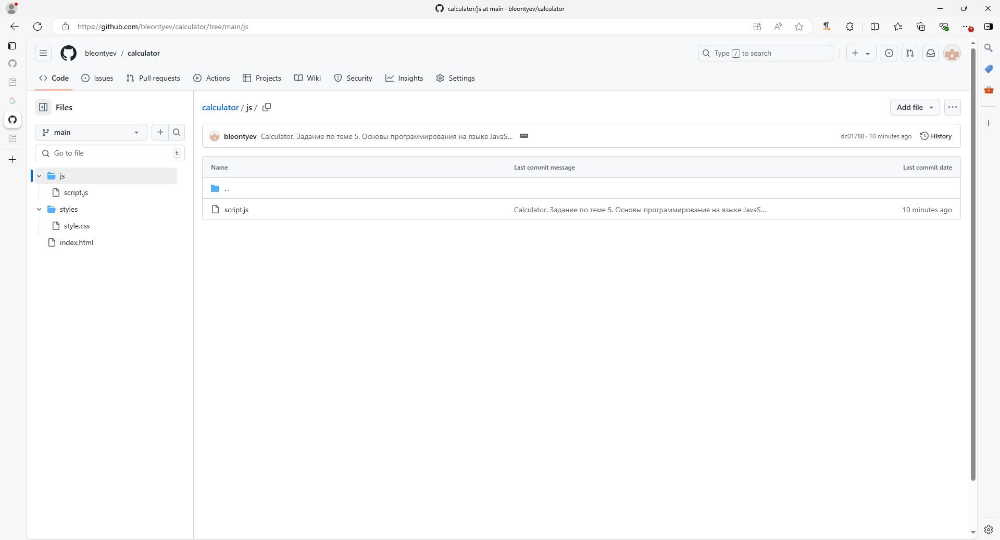 calculator/js at main · bleontyev/calculator
https://github.com/bleontyev/calculator/tree/main/js
bleontyev / calculator
Type / to search
Code Issues Pull requests Actions Projects Wiki Security Insights Settings
Files
main
Go to file t
js
script.js
styles
style.css
index.html
calculator / js /
Add file
bleontyev Calculator. Задание по теме 5. Основы программирования на языке JavaS...
dc01788 · 10 minutes ago History
Name Last commit message Last commit date
..
script.js Calculator. Задание по теме 5. Основы программирования на языке JavaS... 10 minutes ago